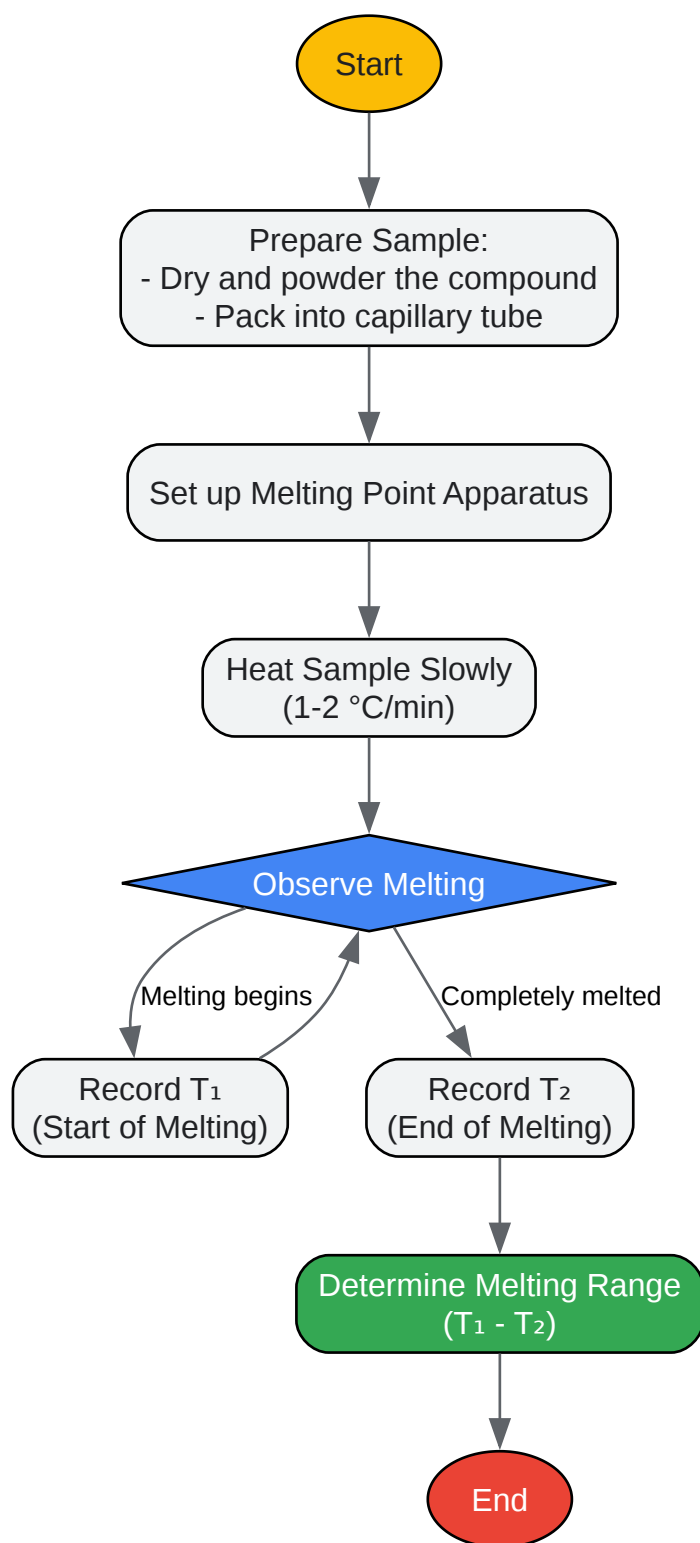 Start
Prepare Sample:
- Dry and powder the compound
- Pack into capillary tube
Set up Melting Point Apparatus
Heat Sample Slowly
(1-2 °C/min)
Observe Melting
Melting begins
Completely melted
Record T₁
(Start of Melting)
Record T₂
(End of Melting)
Determine Melting Range
(T₁ - T₂)
End